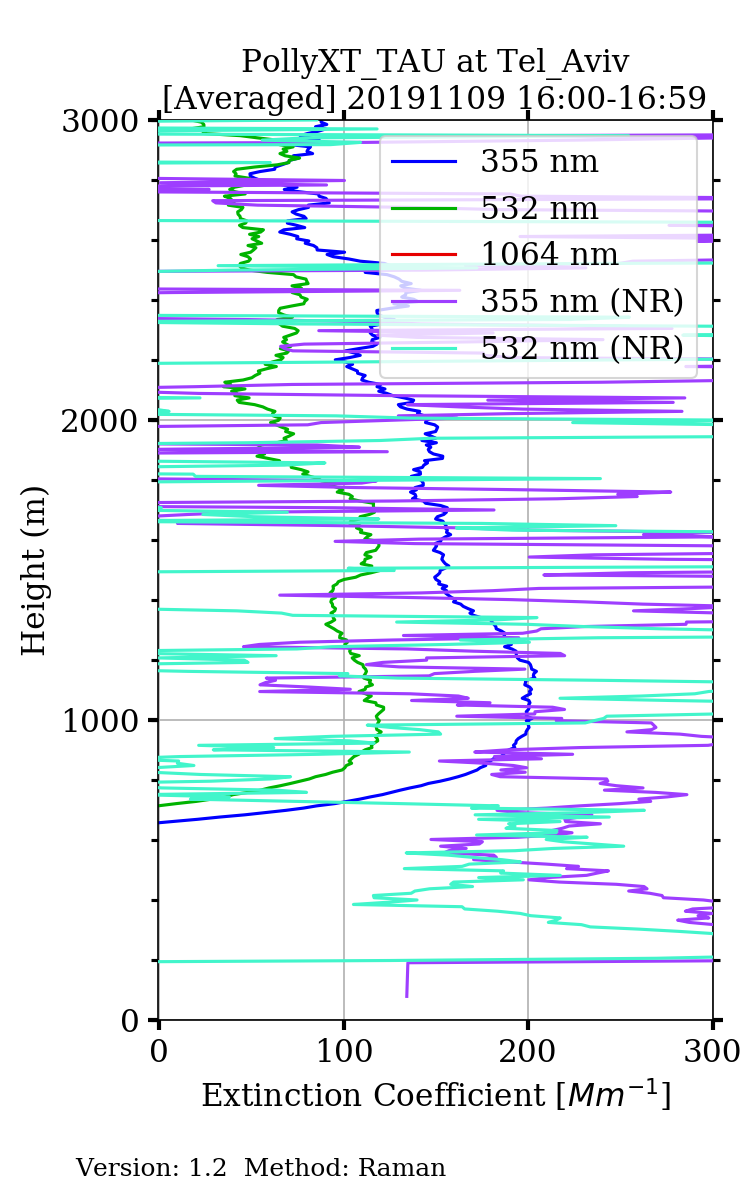 PollyXT_TAU at Tel_Aviv
[Averaged] 20191109 16:00-16:59
3000
355 nm
532 nm
1064 nm
355 nm (NR)
532 nm (NR)
2000
Height (m)
1000
0
0 100 200 300
Extinction Coefficient [Mm⁻¹]
Version: 1.2 Method: Raman